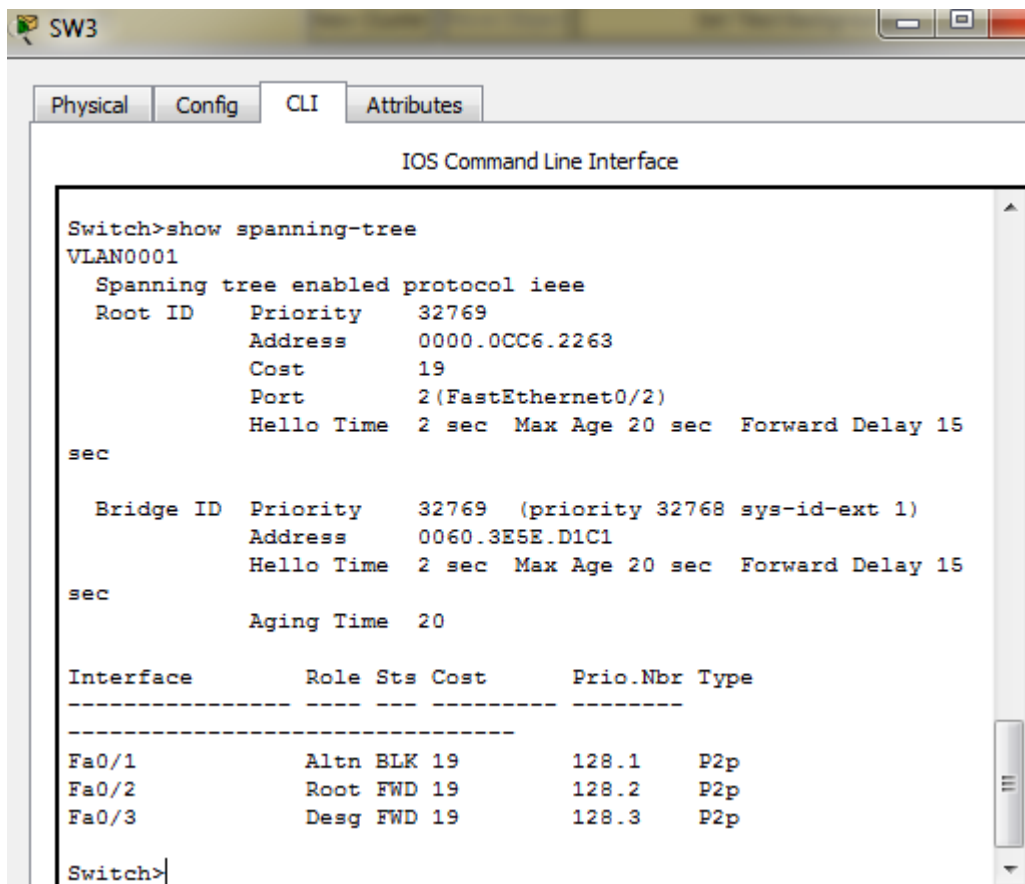 SW3
Physical Config CLI Attributes
IOS Command Line Interface
Switch>show spanning-tree
VLAN0001
  Spanning tree enabled protocol ieee
  Root ID    Priority    32769
             Address     0000.0CC6.2263
             Cost        19
             Port        2(FastEthernet0/2)
             Hello Time  2 sec  Max Age 20 sec  Forward Delay 15
sec
  Bridge ID  Priority    32769  (priority 32768 sys-id-ext 1)
             Address     0060.3E5E.D1C1
             Hello Time  2 sec  Max Age 20 sec  Forward Delay 15
sec
             Aging Time  20
Interface        Role Sts Cost      Prio.Nbr Type
---------------- ---- --- --------- --------
--------------------------------
Fa0/1            Altn BLK 19        128.1    P2p
Fa0/2            Root FWD 19        128.2    P2p
Fa0/3            Desg FWD 19        128.3    P2p
Switch>